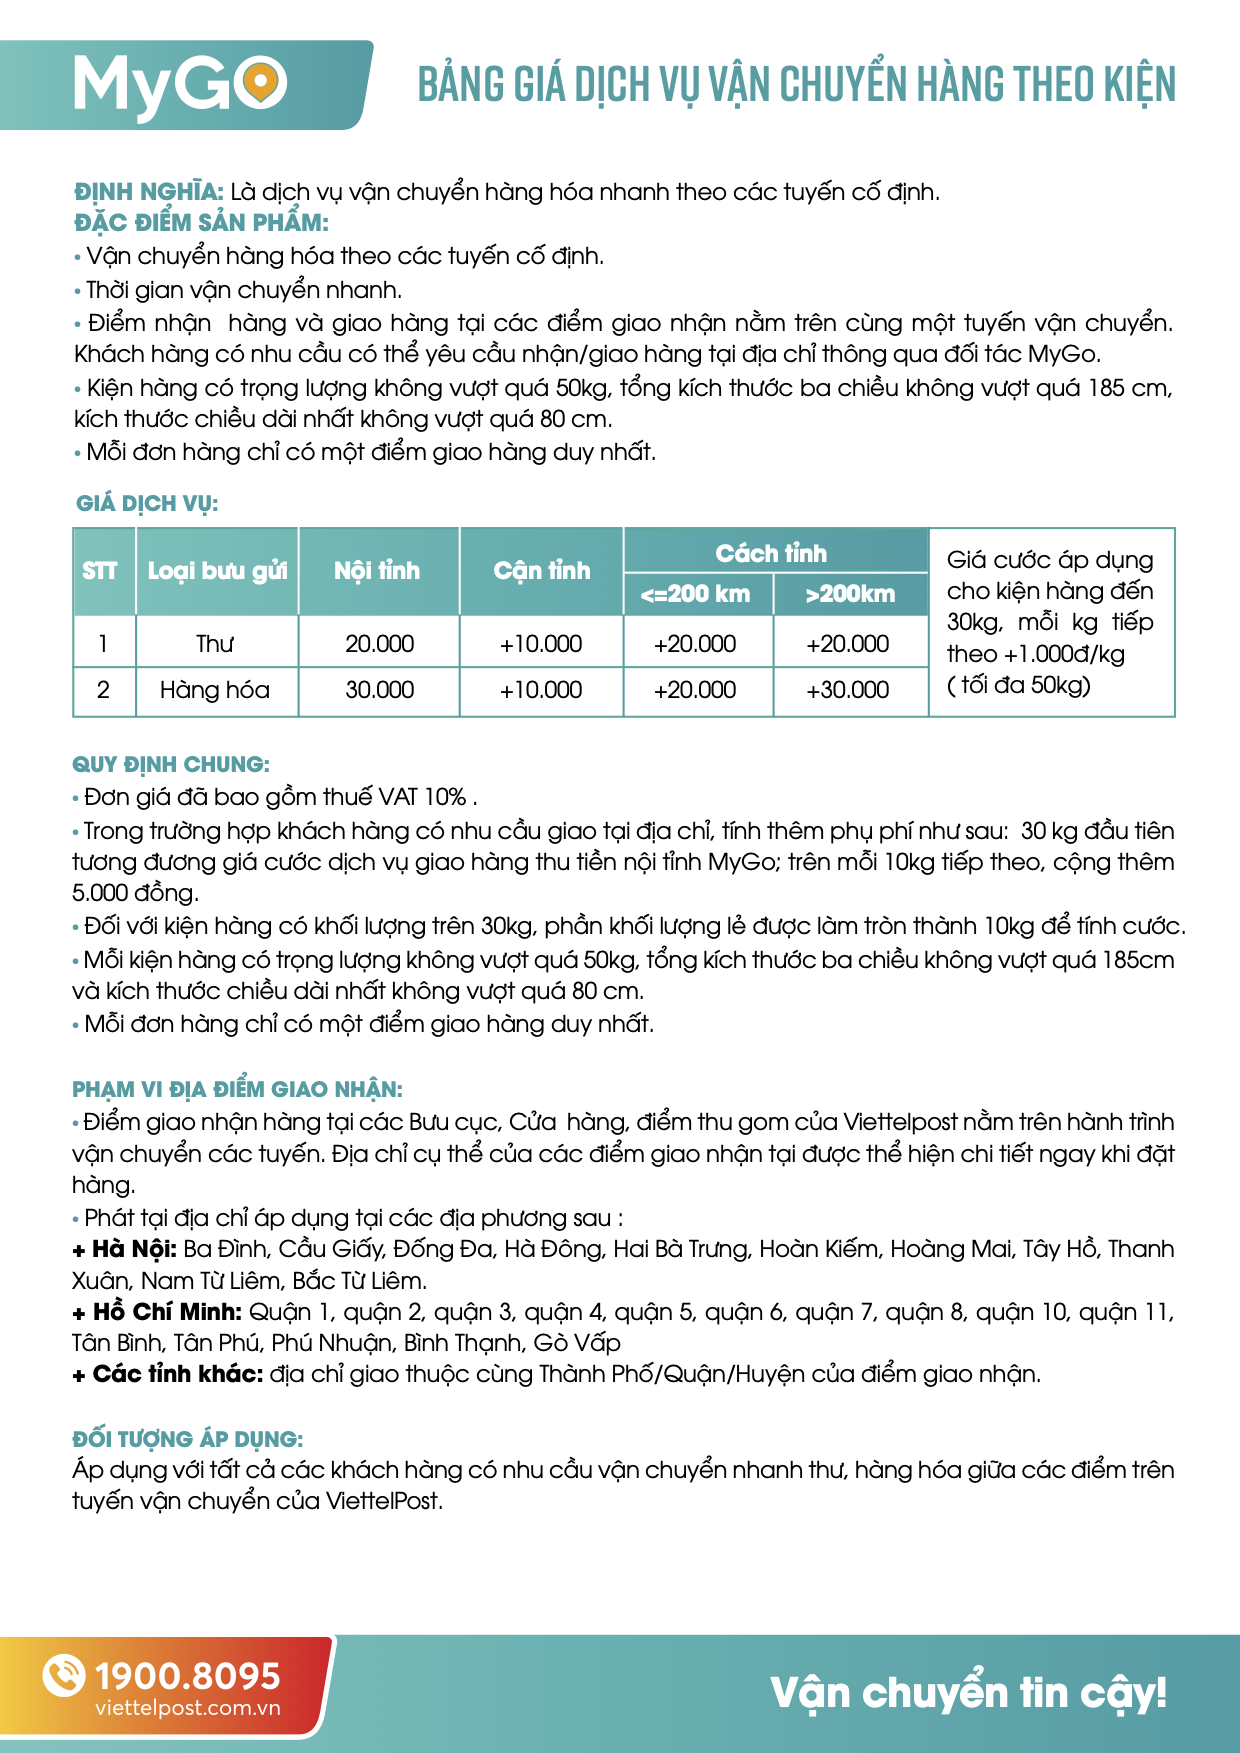 MyGO
BẢNG GIÁ DỊCH VỤ VẬN CHUYỂN HÀNG THEO KIỆN
ĐỊNH NGHĨA: Là dịch vụ vận chuyển hàng hóa nhanh theo các tuyến cố định.
ĐẶC ĐIỂM SẢN PHẨM:
• Vận chuyển hàng hóa theo các tuyến cố định.
• Thời gian vận chuyển nhanh.
• Điểm nhận hàng và giao hàng tại các điểm giao nhận nằm trên cùng một tuyến vận chuyển.
Khách hàng có nhu cầu có thể yêu cầu nhận/giao hàng tại địa chỉ thông qua đối tác MyGo.
• Kiện hàng có trọng lượng không vượt quá 50kg, tổng kích thước ba chiều không vượt quá 185 cm,
kích thước chiều dài nhất không vượt quá 80 cm.
• Mỗi đơn hàng chỉ có một điểm giao hàng duy nhất.
GIÁ DỊCH VỤ:
STT Loại bưu gửi Nội tỉnh Cận tỉnh Cách tỉnh
<=200 km >200km
1 Thư 20.000 +10.000 +20.000 +20.000
2 Hàng hóa 30.000 +10.000 +20.000 +30.000
Giá cước áp dụng
cho kiện hàng đến
30kg, mỗi kg tiếp
theo +1.000đ/kg
( tối đa 50kg)
QUY ĐỊNH CHUNG:
• Đơn giá đã bao gồm thuế VAT 10% .
• Trong trường hợp khách hàng có nhu cầu giao tại địa chỉ, tính thêm phụ phí như sau: 30 kg đầu tiên
tương đương giá cước dịch vụ giao hàng thu tiền nội tỉnh MyGo; trên mỗi 10kg tiếp theo, cộng thêm
5.000 đồng.
• Đối với kiện hàng có khối lượng trên 30kg, phần khối lượng lẻ được làm tròn thành 10kg để tính cước.
• Mỗi kiện hàng có trọng lượng không vượt quá 50kg, tổng kích thước ba chiều không vượt quá 185cm
và kích thước chiều dài nhất không vượt quá 80 cm.
• Mỗi đơn hàng chỉ có một điểm giao hàng duy nhất.
PHẠM VI ĐỊA ĐIỂM GIAO NHẬN:
• Điểm giao nhận hàng tại các Bưu cục, Cửa hàng, điểm thu gom của Viettelpost nằm trên hành trình
vận chuyển các tuyến. Địa chỉ cụ thể của các điểm giao nhận tại được thể hiện chi tiết ngay khi đặt
hàng.
• Phát tại địa chỉ áp dụng tại các địa phương sau :
+ Hà Nội: Ba Đình, Cầu Giấy, Đống Đa, Hà Đông, Hai Bà Trưng, Hoàn Kiếm, Hoàng Mai, Tây Hồ, Thanh
Xuân, Nam Từ Liêm, Bắc Từ Liêm.
+ Hồ Chí Minh: Quận 1, quận 2, quận 3, quận 4, quận 5, quận 6, quận 7, quận 8, quận 10, quận 11,
Tân Bình, Tân Phú, Phú Nhuận, Bình Thạnh, Gò Vấp
+ Các tỉnh khác: địa chỉ giao thuộc cùng Thành Phố/Quận/Huyện của điểm giao nhận.
ĐỐI TƯỢNG ÁP DỤNG:
Áp dụng với tất cả các khách hàng có nhu cầu vận chuyển nhanh thư, hàng hóa giữa các điểm trên
tuyến vận chuyển của ViettelPost.
1900.8095
viettelpost.com.vn
Vận chuyển tin cậy!